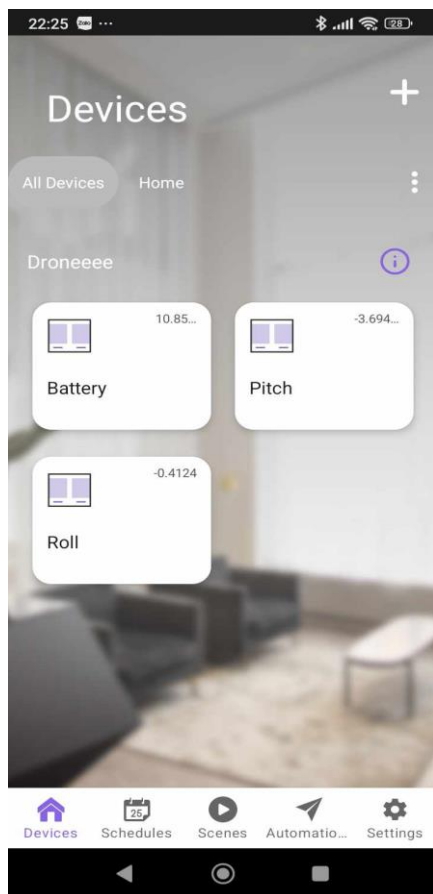 22:25 Zalo ... 28
Devices
All Devices Home
Droneeee
10.85... -3.694...
Battery Pitch
-0.4124
Roll
25
Devices Schedules Scenes Automatio... Settings